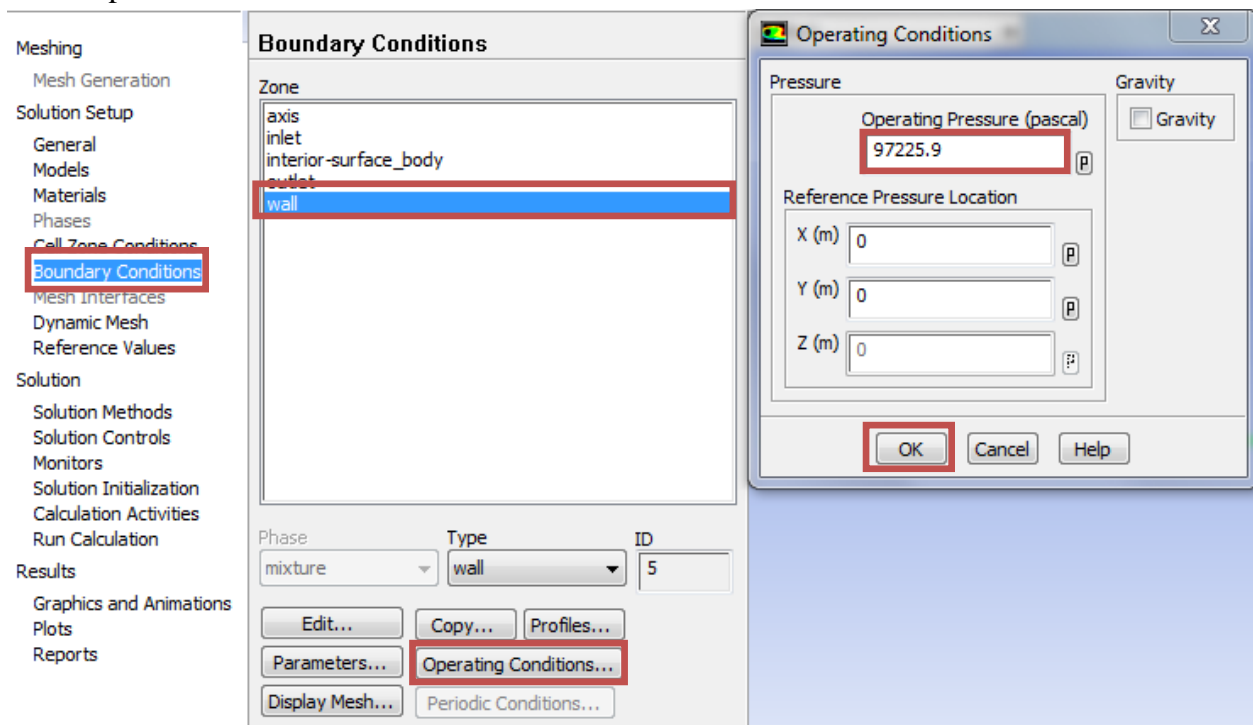 Meshing
Mesh Generation
Solution Setup
General
Models
Materials
Phases
Cell Zone Conditions
Boundary Conditions
Mesh Interfaces
Dynamic Mesh
Reference Values
Solution
Solution Methods
Solution Controls
Monitors
Solution Initialization
Calculation Activities
Run Calculation
Results
Graphics and Animations
Plots
Reports
Boundary Conditions
Zone
axis
inlet
interior-surface_body
outlet
wall
Phase Type ID
mixture wall 5
Edit... Copy... Profiles...
Parameters... Operating Conditions...
Display Mesh... Periodic Conditions...
Operating Conditions
Pressure
Operating Pressure (pascal)
97225.9 P
Reference Pressure Location
X (m) 0 P
Y (m) 0 P
Z (m) 0 P
Gravity
Gravity
OK Cancel Help